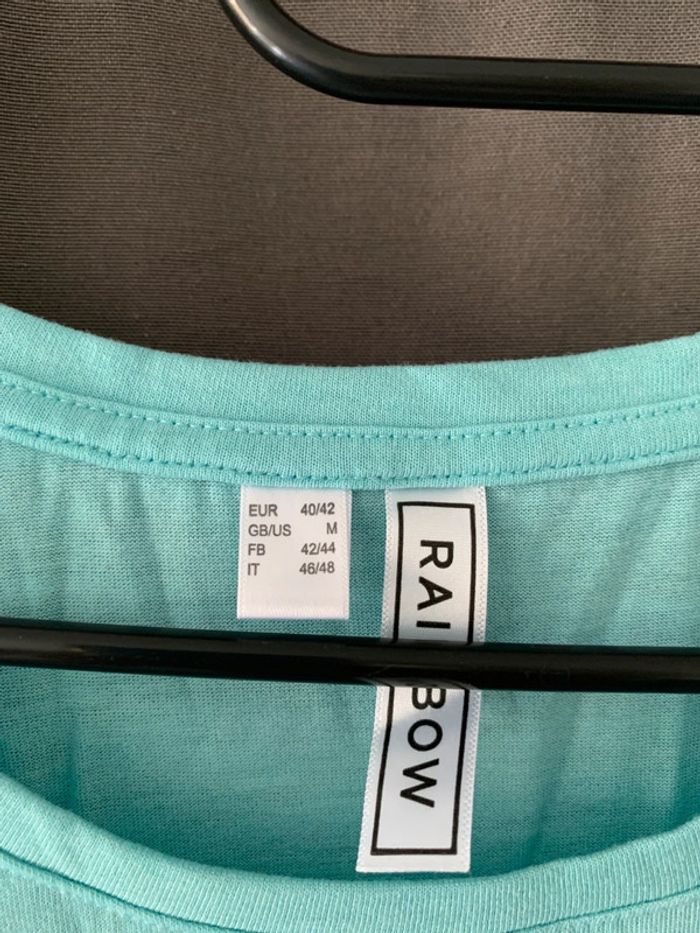 EUR 40/42
GB/US M
FB 42/44
IT 46/48
RAI
BOW